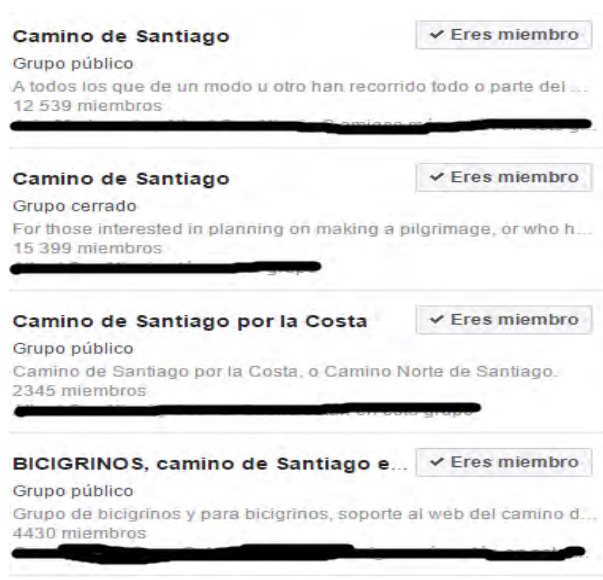 Camino de Santiago
✓ Eres miembro
Grupo público
A todos los que de un modo u otro han recorrido todo o parte del ...
12 539 miembros
Camino de Santiago
✓ Eres miembro
Grupo cerrado
For those interested in planning on making a pilgrimage, or who h...
15 399 miembros
Camino de Santiago por la Costa
✓ Eres miembro
Grupo público
Camino de Santiago por la Costa, o Camino Norte de Santiago.
2345 miembros
BICIGRINOS, camino de Santiago e...
✓ Eres miembro
Grupo público
Grupo de bicigrinos y para bicigrinos, soporte al web del camino d...
4430 miembros